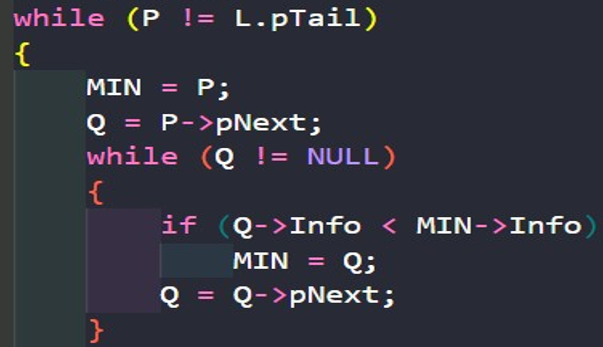 while (P != L.pTail)
{
    MIN = P;
    Q = P->pNext;
    while (Q != NULL)
    {
        if (Q->Info < MIN->Info)
            MIN = Q;
        Q = Q->pNext;
    }